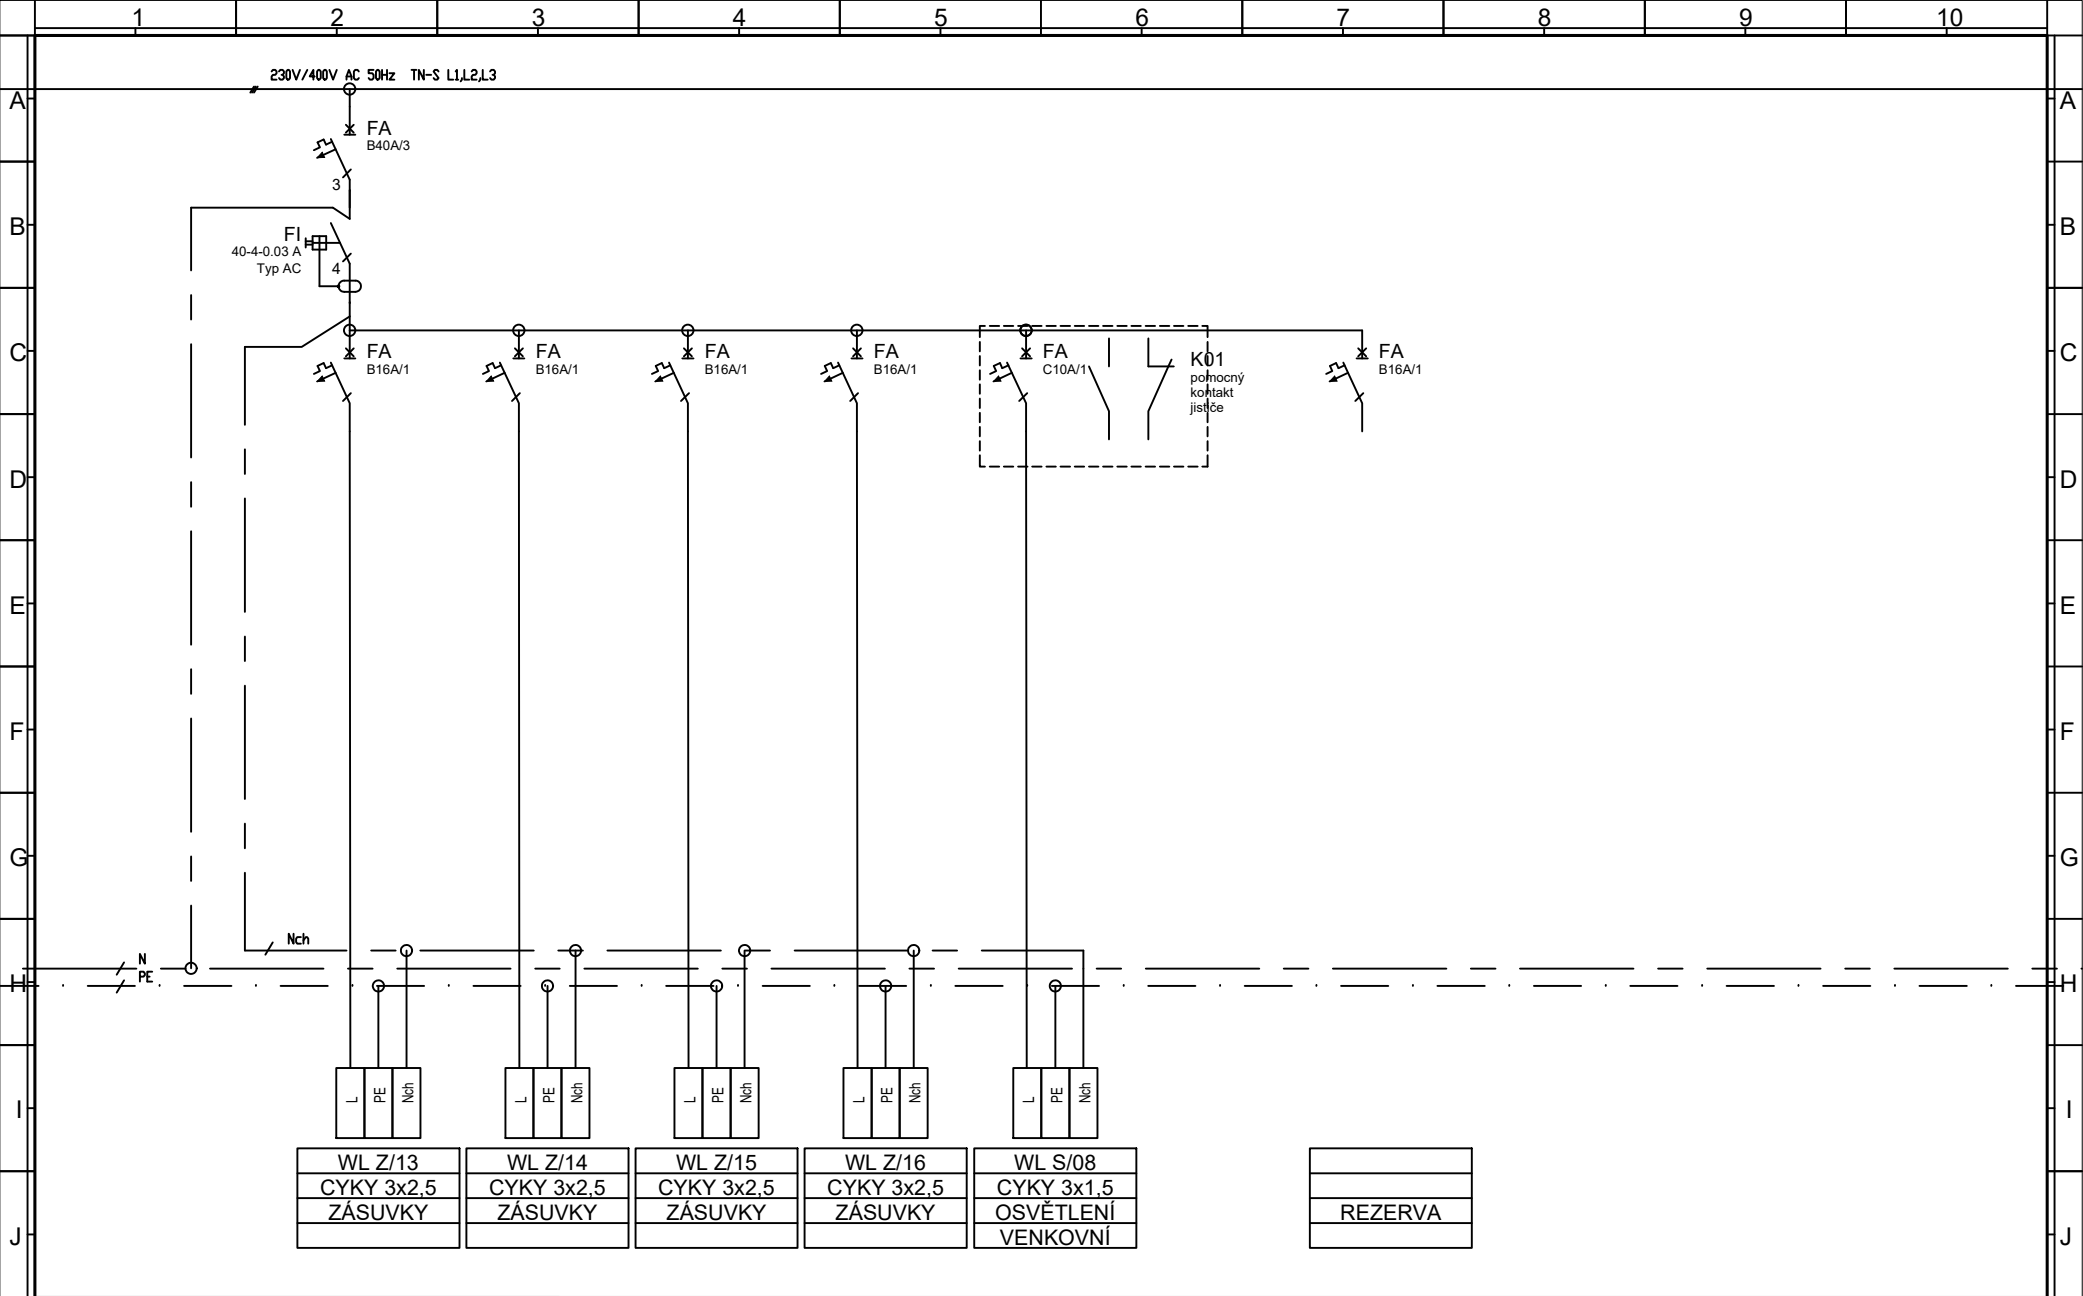 1 2 3 4 5 6 7 8 9 10
230V/400V AC 50Hz TN-S L1,L2,L3
A A
FA
B40A/3
3
B B
FI
40-4-0.03 A
Typ AC
4
C C
FA
B16A/1
FA
B16A/1
FA
B16A/1
FA
B16A/1
FA
C10A/1
K01
pomocný
kontakt
jističe
FA
B16A/1
D D
E E
F F
G G
Nch
N
PE
H H
L PE Nch
L PE Nch
L PE Nch
L PE Nch
L PE Nch
I I
WL Z/13
CYKY 3x2,5
ZÁSUVKY
WL Z/14
CYKY 3x2,5
ZÁSUVKY
WL Z/15
CYKY 3x2,5
ZÁSUVKY
WL Z/16
CYKY 3x2,5
ZÁSUVKY
WL S/08
CYKY 3x1,5
OSVĚTLENÍ
VENKOVNÍ
REZERVA
J J